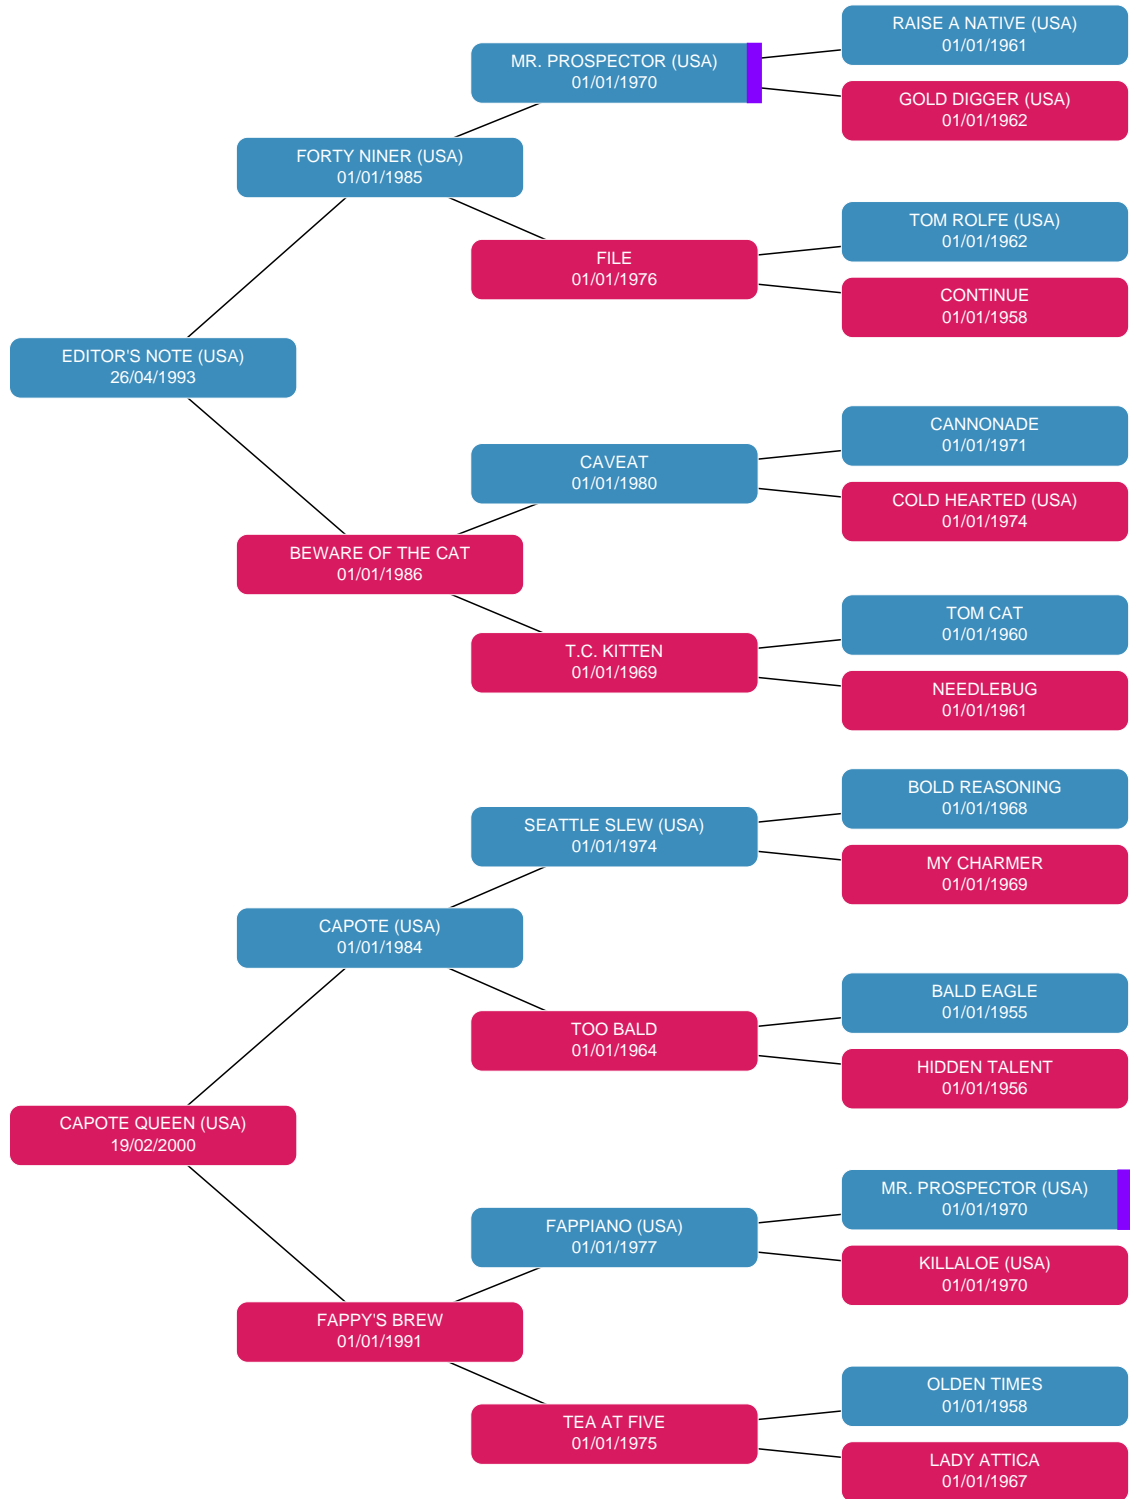 RAISE A NATIVE (USA)
01/01/1961
MR. PROSPECTOR (USA)
01/01/1970
GOLD DIGGER (USA)
01/01/1962
FORTY NINER (USA)
01/01/1985
TOM ROLFE (USA)
01/01/1962
FILE
01/01/1976
CONTINUE
01/01/1958
EDITOR'S NOTE (USA)
26/04/1993
CANNONADE
01/01/1971
CAVEAT
01/01/1980
COLD HEARTED (USA)
01/01/1974
BEWARE OF THE CAT
01/01/1986
TOM CAT
01/01/1960
T.C. KITTEN
01/01/1969
NEEDLEBUG
01/01/1961
BOLD REASONING
01/01/1968
SEATTLE SLEW (USA)
01/01/1974
MY CHARMER
01/01/1969
CAPOTE (USA)
01/01/1984
BALD EAGLE
01/01/1955
TOO BALD
01/01/1964
HIDDEN TALENT
01/01/1956
CAPOTE QUEEN (USA)
19/02/2000
MR. PROSPECTOR (USA)
01/01/1970
FAPPIANO (USA)
01/01/1977
KILLALOE (USA)
01/01/1970
FAPPY'S BREW
01/01/1991
OLDEN TIMES
01/01/1958
TEA AT FIVE
01/01/1975
LADY ATTICA
01/01/1967